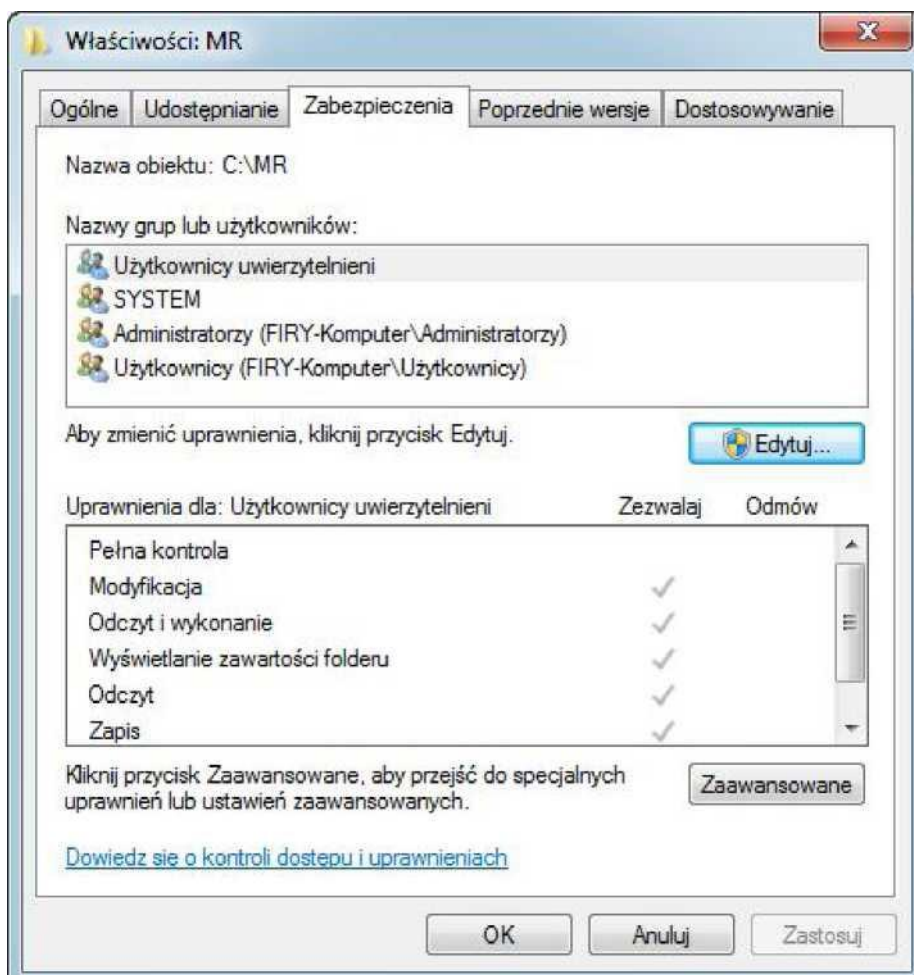 Właściwości: MR
Ogólne Udostępnianie Zabezpieczenia Poprzednie wersje Dostosowywanie
Nazwa obiektu: C:\MR
Nazwy grup lub użytkowników:
Użytkownicy uwierzytelnieni
SYSTEM
Administratorzy (FIRY-Komputer\Administratorzy)
Użytkownicy (FIRY-Komputer\Użytkownicy)
Aby zmienić uprawnienia, kliknij przycisk Edytuj.
Edytuj...
Uprawnienia dla: Użytkownicy uwierzytelnieni Zezwalaj Odmów
Pełna kontrola
Modyfikacja
Odczyt i wykonanie
Wyświetlanie zawartości folderu
Odczyt
Zapis
Kliknij przycisk Zaawansowane, aby przejść do specjalnych
uprawnień lub ustawień zaawansowanych.
Zaawansowane
Dowiedz się o kontroli dostępu i uprawnieniach
OK Anuluj Zastosuj